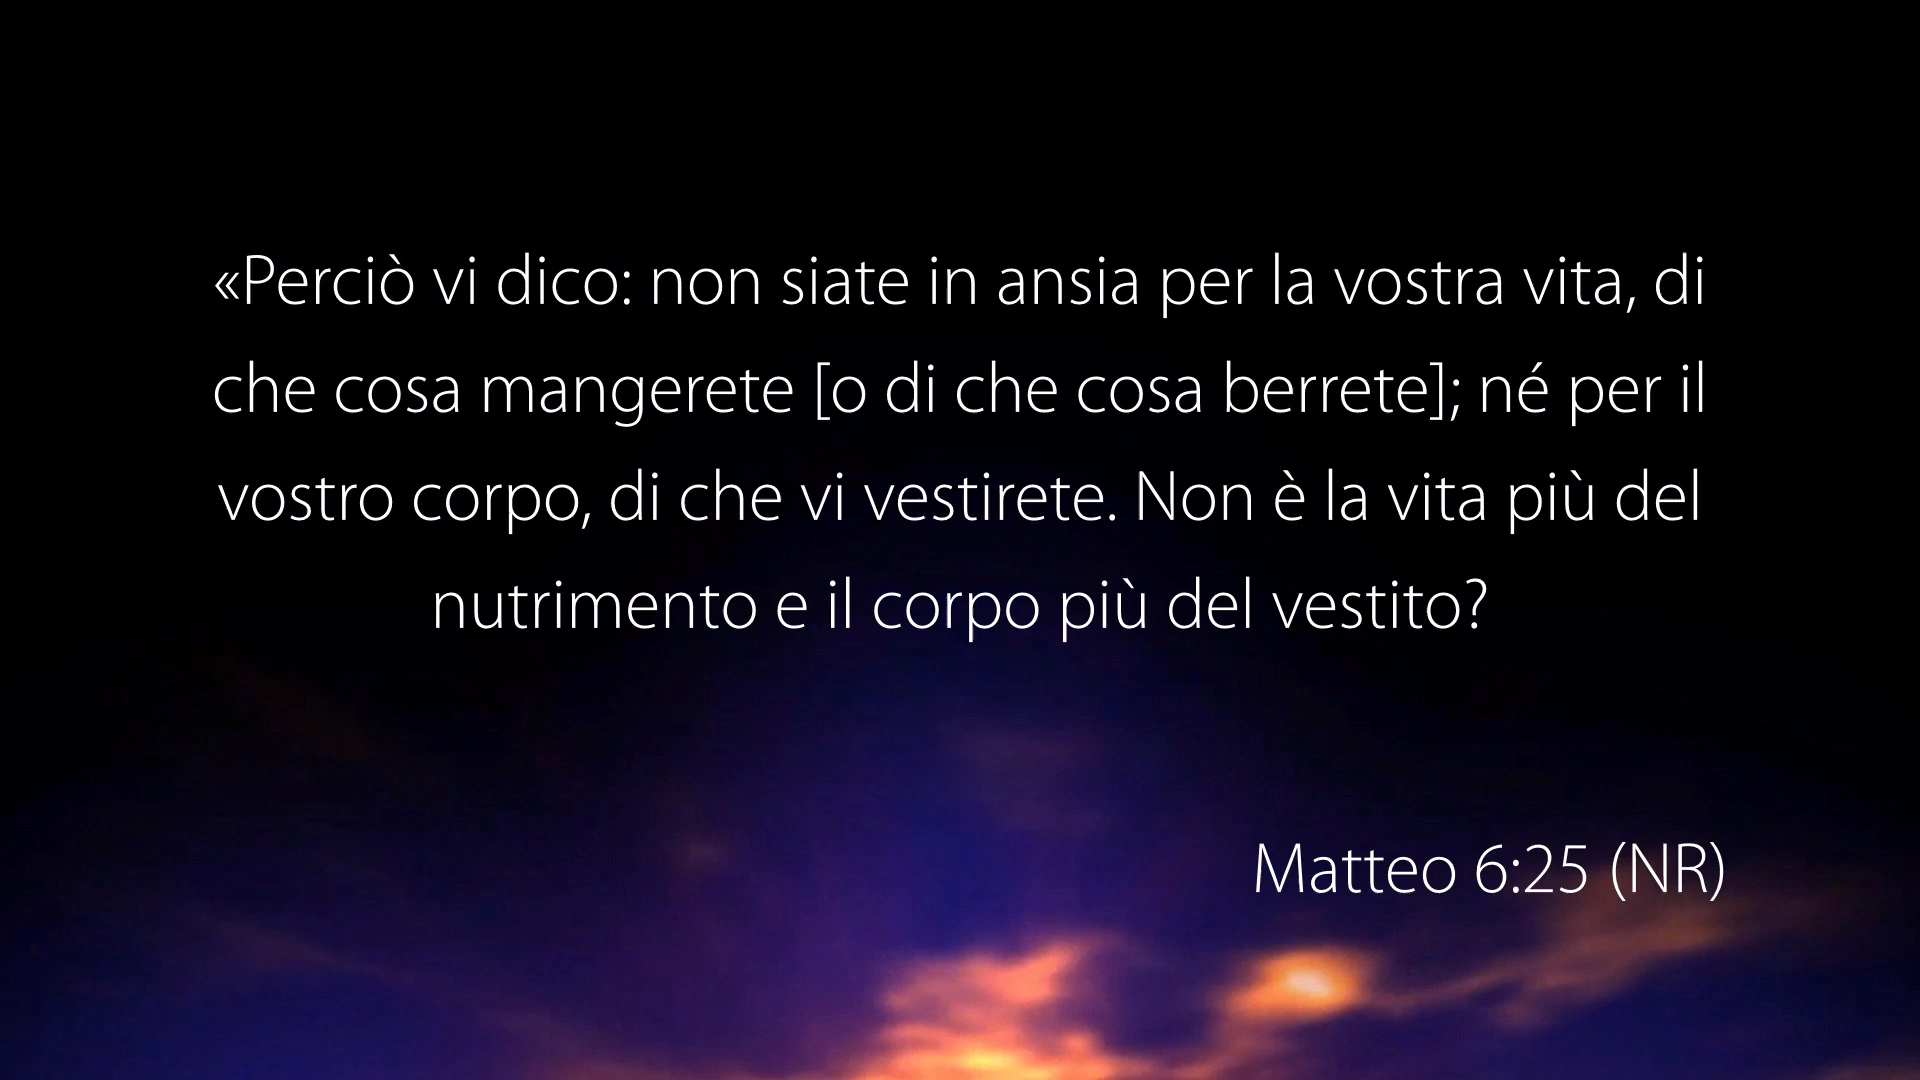 «Perciò vi dico: non siate in ansia per la vostra vita, di
che cosa mangerete [o di che cosa berrete]; né per il
vostro corpo, di che vi vestirete. Non è la vita più del
nutrimento e il corpo più del vestito?
Matteo 6:25 (NR)